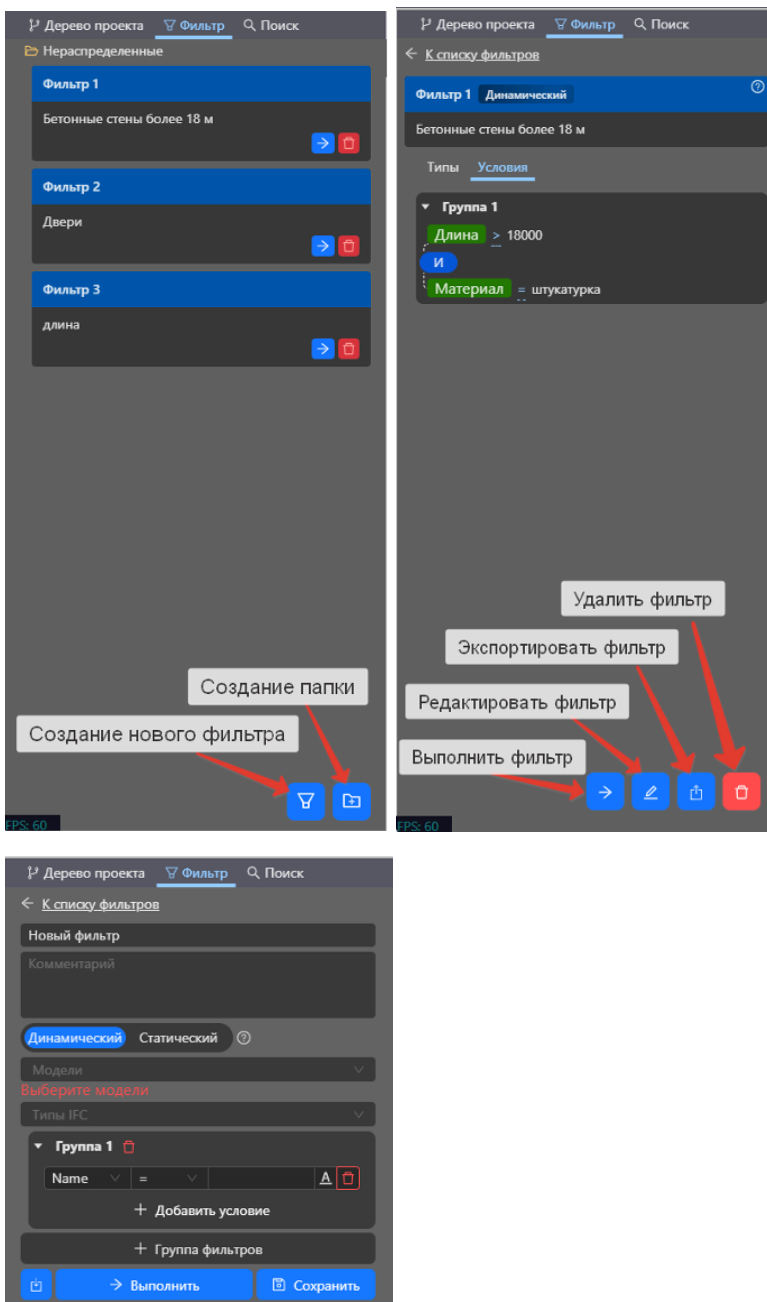 Дерево проекта Фильтр Поиск
Нераспределенные
Фильтр 1
Бетонные стены более 18 м
Фильтр 2
Двери
Фильтр 3
длина
Создание папки
Создание нового фильтра
FPS: 60
Дерево проекта Фильтр Поиск
К списку фильтров
Фильтр 1 Динамический
Бетонные стены более 18 м
Типы Условия
Группа 1
Длина > 18000
И
Материал = штукатурка
Удалить фильтр
Экспортировать фильтр
Редактировать фильтр
Выполнить фильтр
FPS: 60
Дерево проекта Фильтр Поиск
К списку фильтров
Новый фильтр
Комментарий
Динамический Статический
Модели
Выберите модели
Типы IFC
Группа 1
Name = A
+ Добавить условие
+ Группа фильтров
Выполнить Сохранить